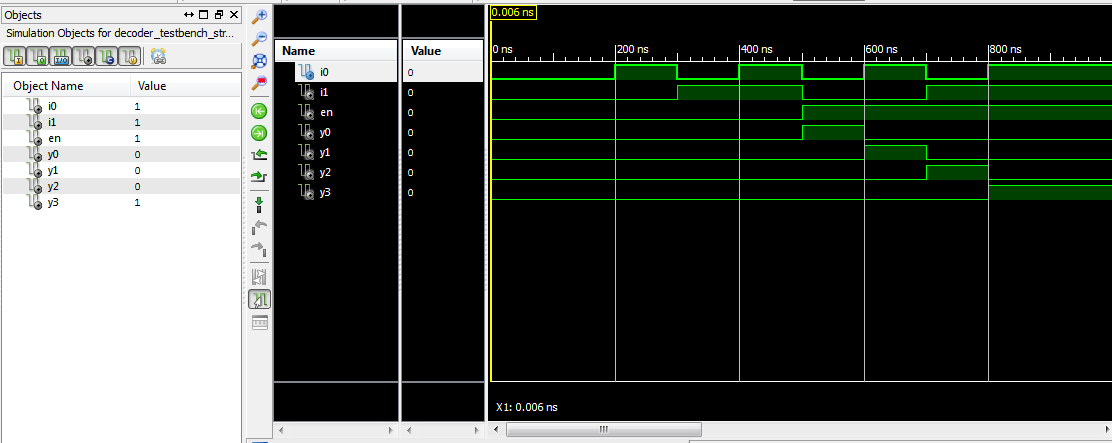 Objects
Simulation Objects for decoder_testbench_str...
Object Name Value
i0 1
i1 1
en 1
y0 0
y1 0
y2 0
y3 1
Name Value
i0 0
i1 0
en 0
y0 0
y1 0
y2 0
y3 0
0.006 ns
0 ns 200 ns 400 ns 600 ns 800 ns
X1: 0.006 ns